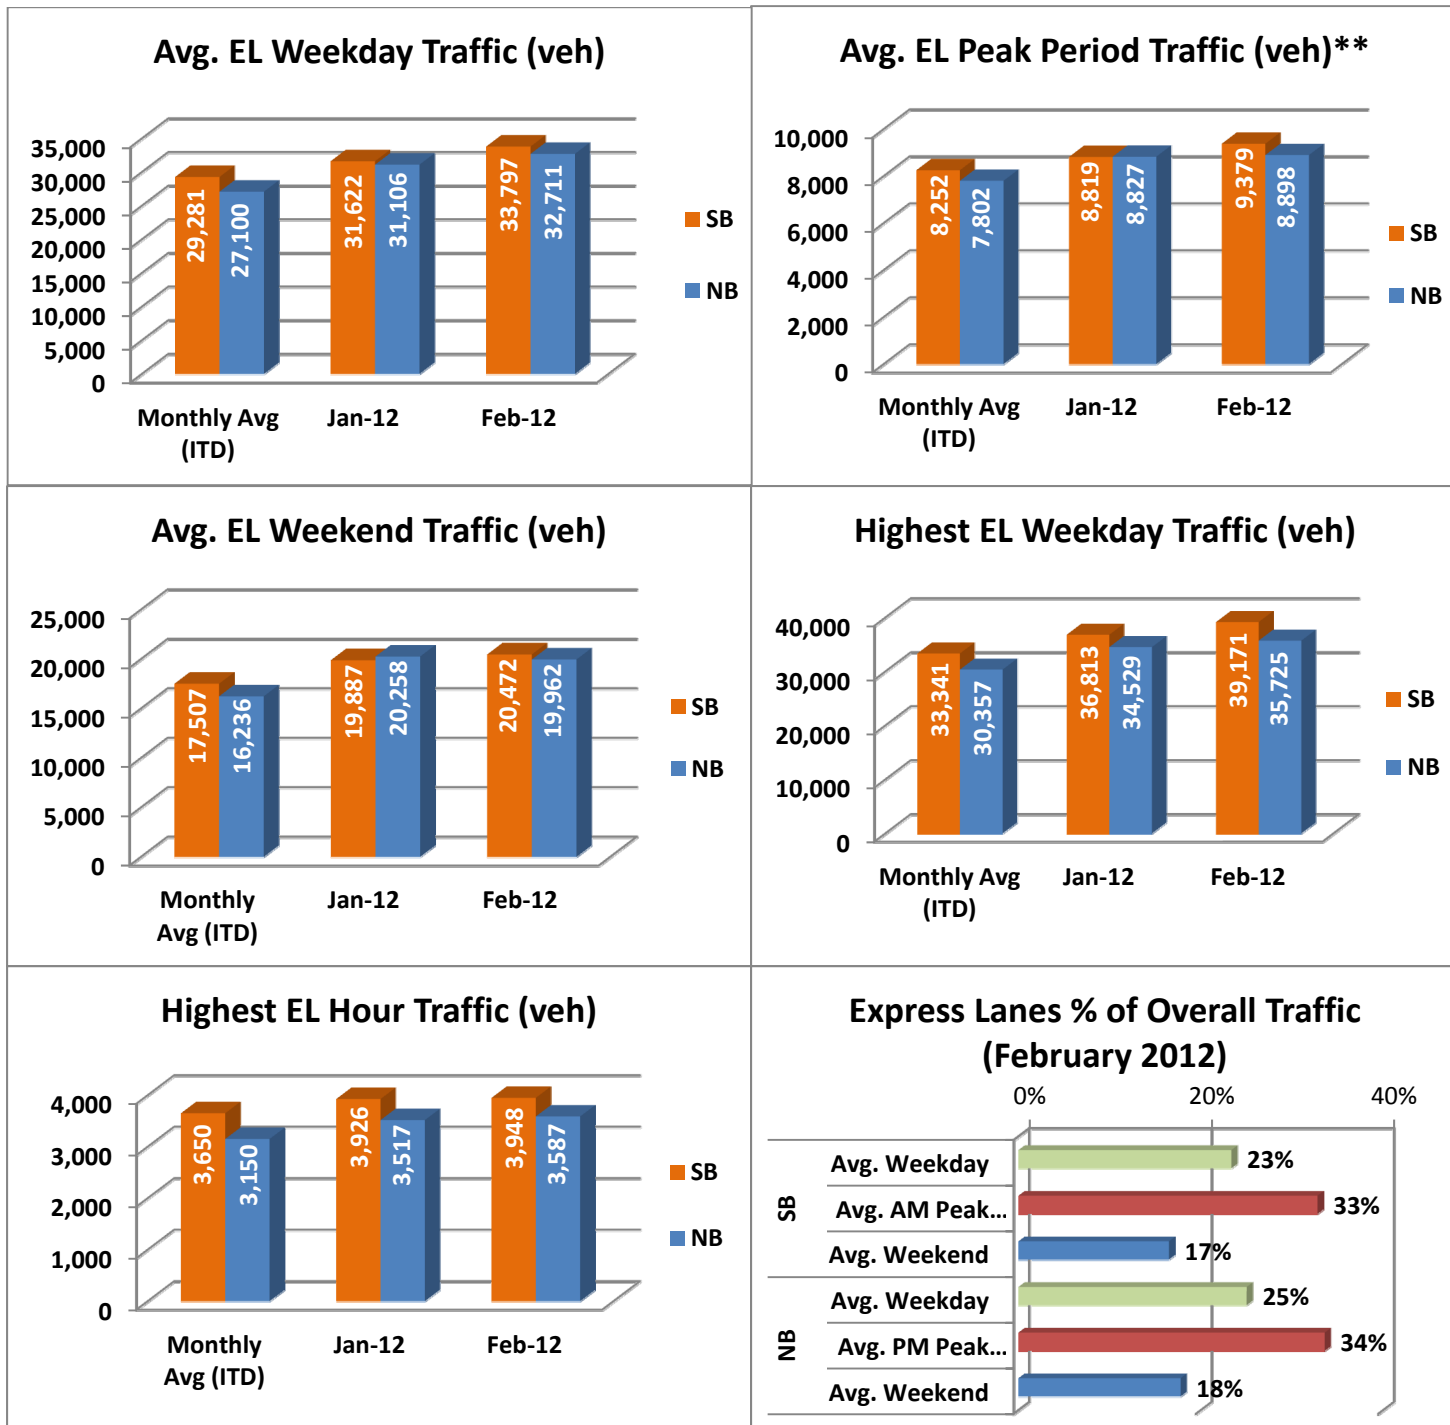 Avg. EL Weekday Traffic (veh)
35,000
30,000
25,000
20,000
15,000
10,000
5,000
0
29,281
27,100
31,622
31,106
33,797
32,711
SB
NB
Monthly Avg
(ITD)
Jan-12
Feb-12
Avg. EL Peak Period Traffic (veh)**
10,000
8,000
6,000
4,000
2,000
0
8,252
7,802
8,819
8,827
9,379
8,898
SB
NB
Monthly Avg
(ITD)
Jan-12
Feb-12
Avg. EL Weekend Traffic (veh)
25,000
20,000
15,000
10,000
5,000
0
17,507
16,236
19,887
20,258
20,472
19,962
SB
NB
Monthly
Avg (ITD)
Jan-12
Feb-12
Highest EL Weekday Traffic (veh)
40,000
30,000
20,000
10,000
0
33,341
30,357
36,813
34,529
39,171
35,725
SB
NB
Monthly Avg
(ITD)
Jan-12
Feb-12
Highest EL Hour Traffic (veh)
4,000
3,000
2,000
1,000
0
3,650
3,150
3,926
3,517
3,948
3,587
SB
NB
Monthly
Avg (ITD)
Jan-12
Feb-12
Express Lanes % of Overall Traffic
(February 2012)
0% 20% 40%
SB
Avg. Weekday 23%
Avg. AM Peak... 33%
Avg. Weekend 17%
NB
Avg. Weekday 25%
Avg. PM Peak... 34%
Avg. Weekend 18%